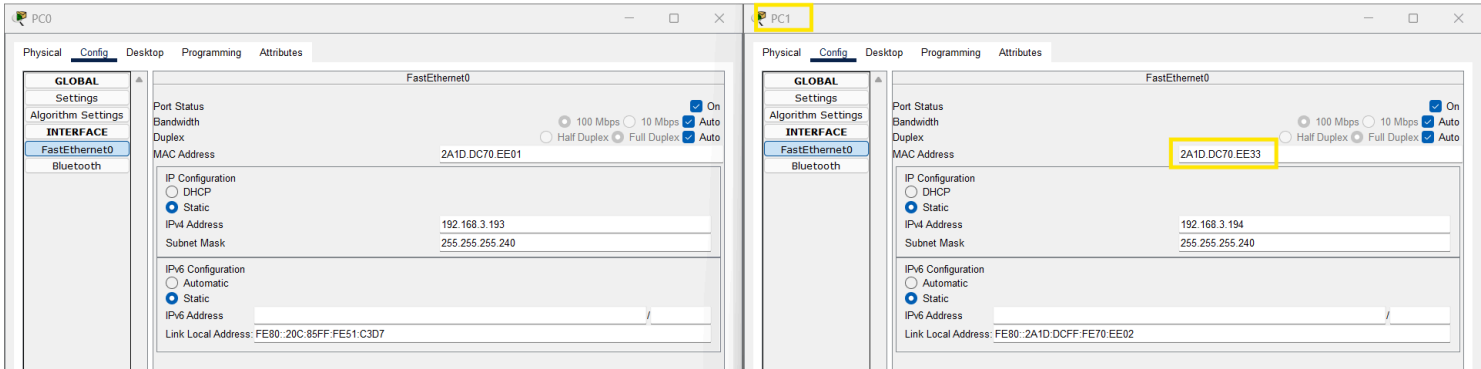 PC0
Physical Config Desktop Programming Attributes
GLOBAL
Settings
Algorithm Settings
INTERFACE
FastEthernet0
Bluetooth
FastEthernet0
Port Status On
Bandwidth 100 Mbps 10 Mbps Auto
Duplex Half Duplex Full Duplex Auto
MAC Address 2A1D.DC70.EE01
IP Configuration
DHCP
Static
IPv4 Address 192.168.3.193
Subnet Mask 255.255.255.240
IPv6 Configuration
Automatic
Static
IPv6 Address /
Link Local Address: FE80::20C:85FF:FE51:C3D7
PC1
Physical Config Desktop Programming Attributes
GLOBAL
Settings
Algorithm Settings
INTERFACE
FastEthernet0
Bluetooth
FastEthernet0
Port Status On
Bandwidth 100 Mbps 10 Mbps Auto
Duplex Half Duplex Full Duplex Auto
MAC Address 2A1D.DC70.EE33
IP Configuration
DHCP
Static
IPv4 Address 192.168.3.194
Subnet Mask 255.255.255.240
IPv6 Configuration
Automatic
Static
IPv6 Address /
Link Local Address: FE80::2A1D:DCFF:FE70:EE02